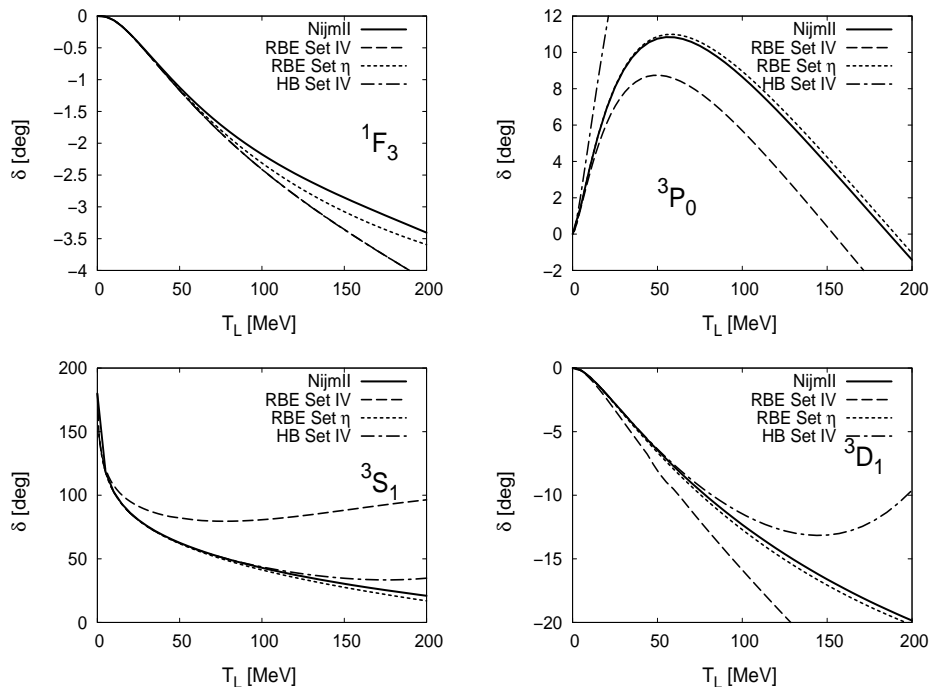 δ [deg]
0
−0.5
−1
−1.5
−2
−2.5
−3
−3.5
−4
0 50 100 150 200
T_L [MeV]
NijmII
RBE Set IV
RBE Set η
HB Set IV
¹F₃
δ [deg]
12
10
8
6
4
2
0
−2
0 50 100 150 200
T_L [MeV]
NijmII
RBE Set IV
RBE Set η
HB Set IV
³P₀
δ [deg]
200
150
100
50
0
0 50 100 150 200
T_L [MeV]
NijmII
RBE Set IV
RBE Set η
HB Set IV
³S₁
δ [deg]
0
−5
−10
−15
−20
0 50 100 150 200
T_L [MeV]
NijmII
RBE Set IV
RBE Set η
HB Set IV
³D₁